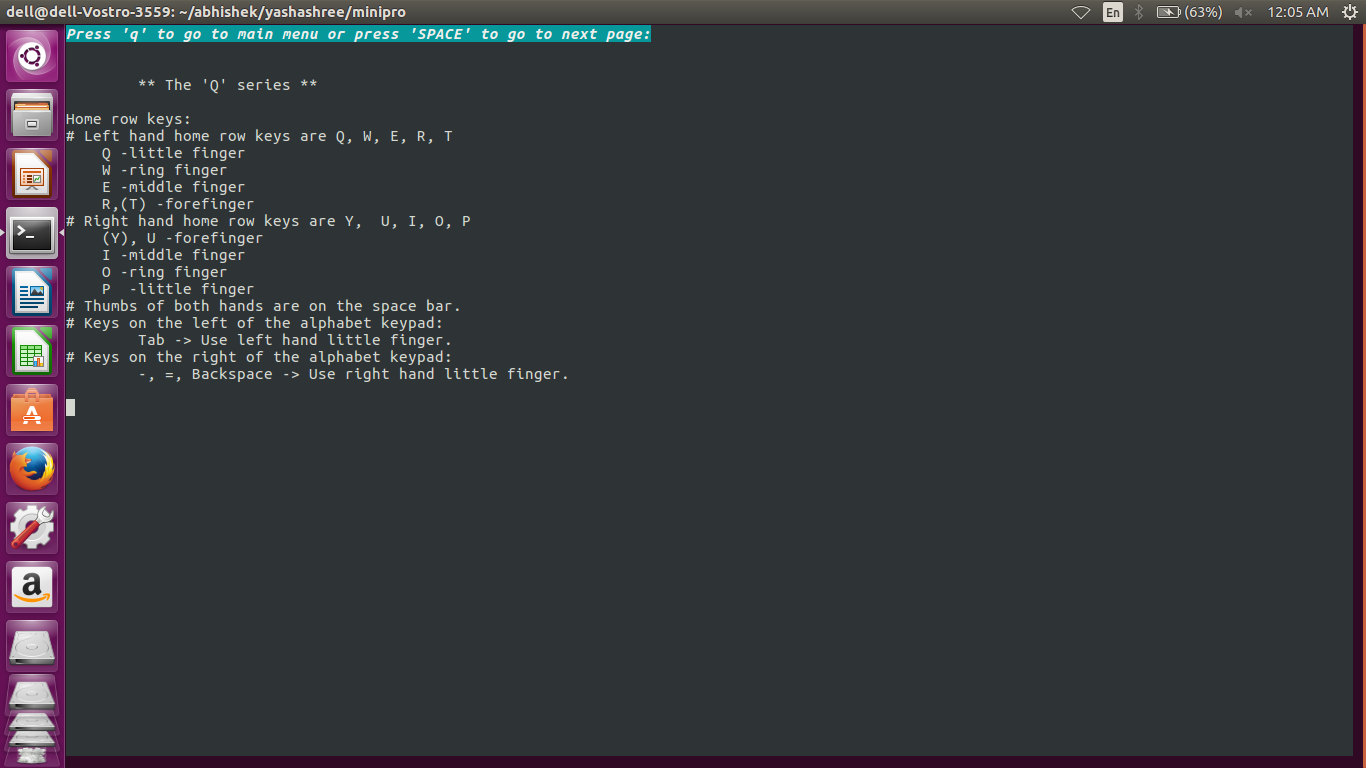 dell@dell-Vostro-3559: ~/abhishek/yashashree/minipro
En (63%) 12:05 AM
Press 'q' to go to main menu or press 'SPACE' to go to next page:
** The 'Q' series **
Home row keys:
# Left hand home row keys are Q, W, E, R, T
Q -little finger
W -ring finger
E -middle finger
R,(T) -forefinger
# Right hand home row keys are Y,  U, I, O, P
(Y), U -forefinger
I -middle finger
O -ring finger
P  -little finger
# Thumbs of both hands are on the space bar.
# Keys on the left of the alphabet keypad:
Tab -> Use left hand little finger.
# Keys on the right of the alphabet keypad:
-, =, Backspace -> Use right hand little finger.
>_
A
a